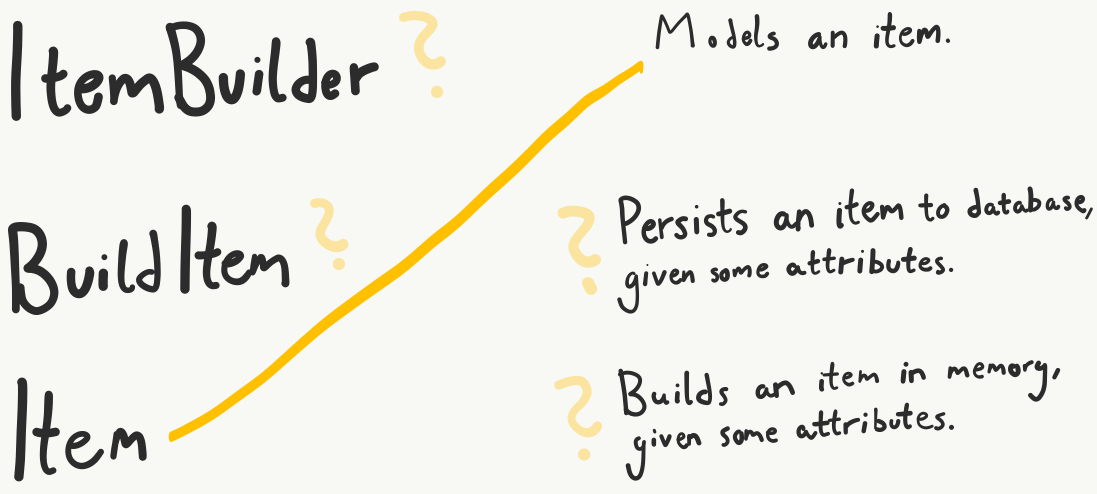 ItemBuilder ?
Models an item.
BuildItem ?
? Persists an item to database,
given some attributes.
Item
? Builds an item in memory,
given some attributes.